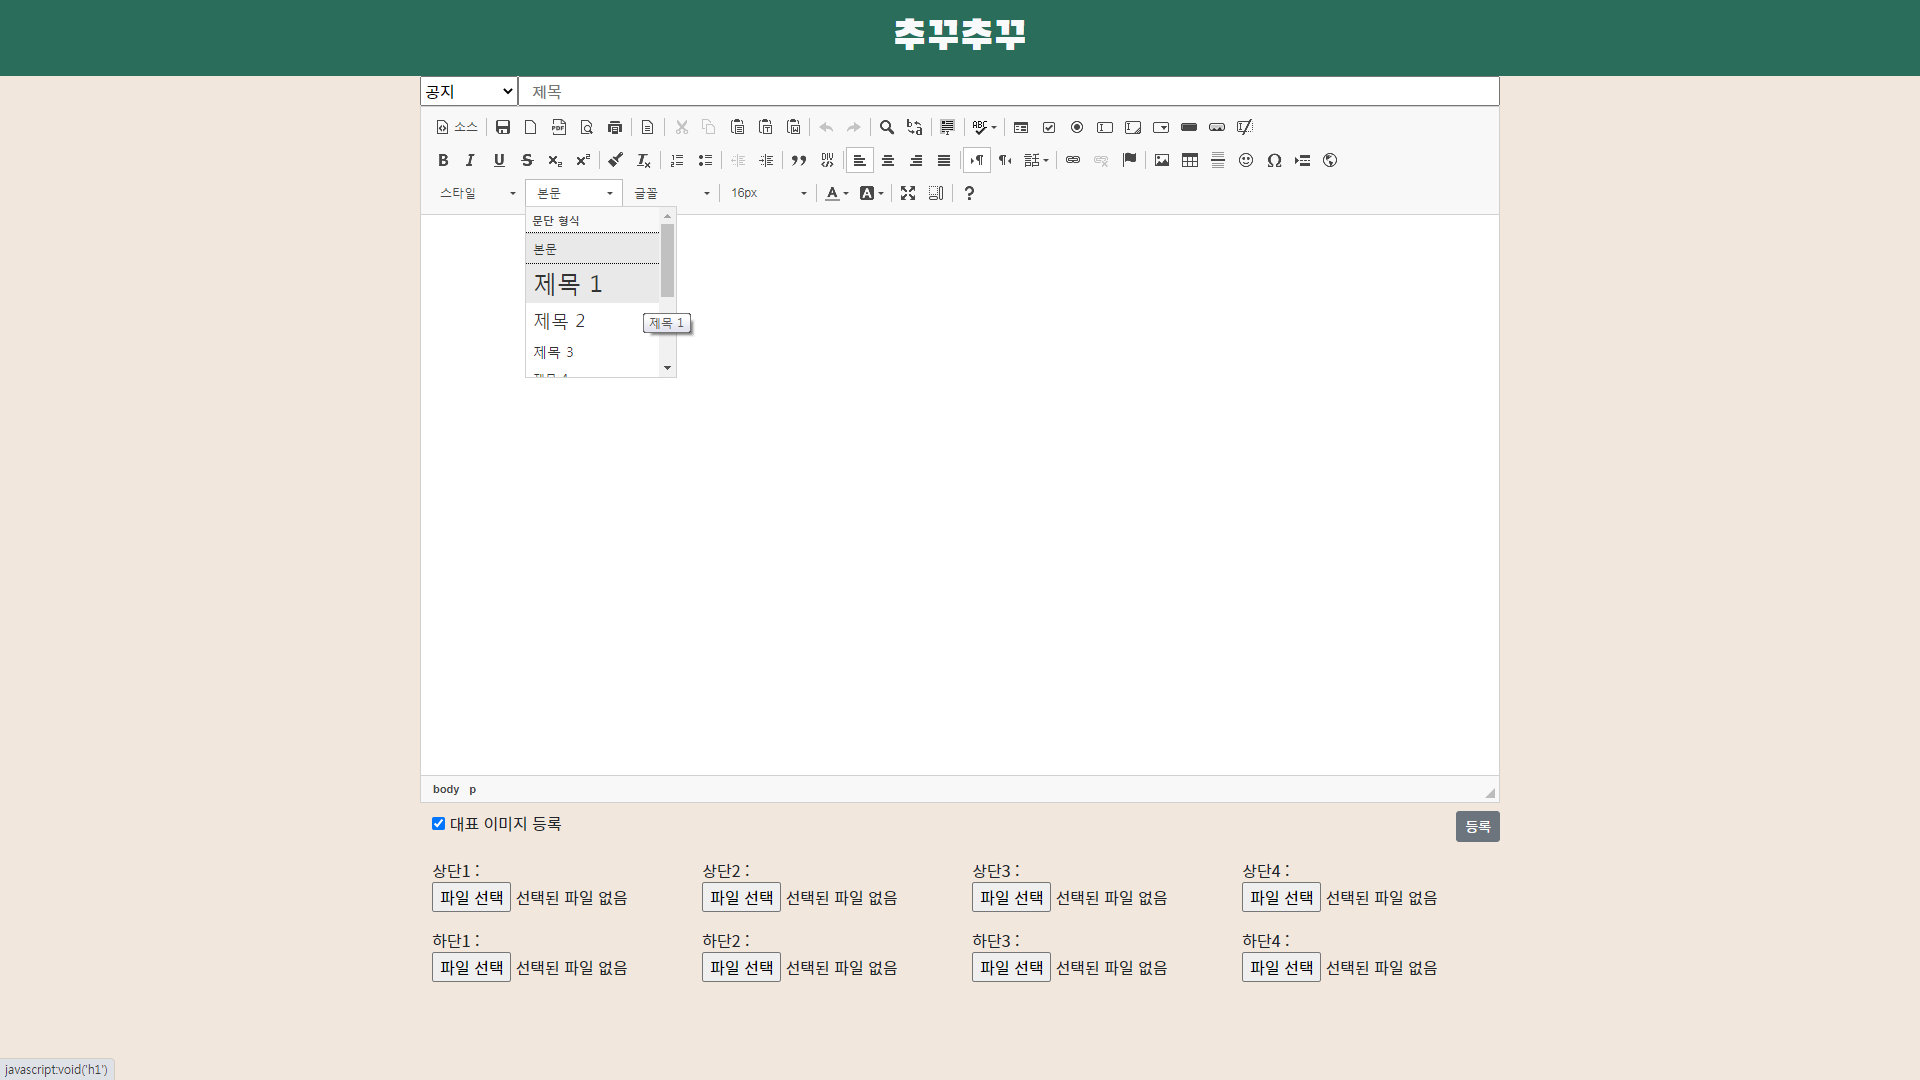 추꾸추꾸
공지 제목
소스
스타일 본문 글꼴 16px
문단 형식
본문
제목 1
제목 2
제목 1
제목 3
제목 4
body p
대표 이미지 등록 등록
상단1 : 상단2 : 상단3 : 상단4 :
파일 선택 선택된 파일 없음 파일 선택 선택된 파일 없음 파일 선택 선택된 파일 없음 파일 선택 선택된 파일 없음
하단1 : 하단2 : 하단3 : 하단4 :
파일 선택 선택된 파일 없음 파일 선택 선택된 파일 없음 파일 선택 선택된 파일 없음 파일 선택 선택된 파일 없음
javascript:void('h1')